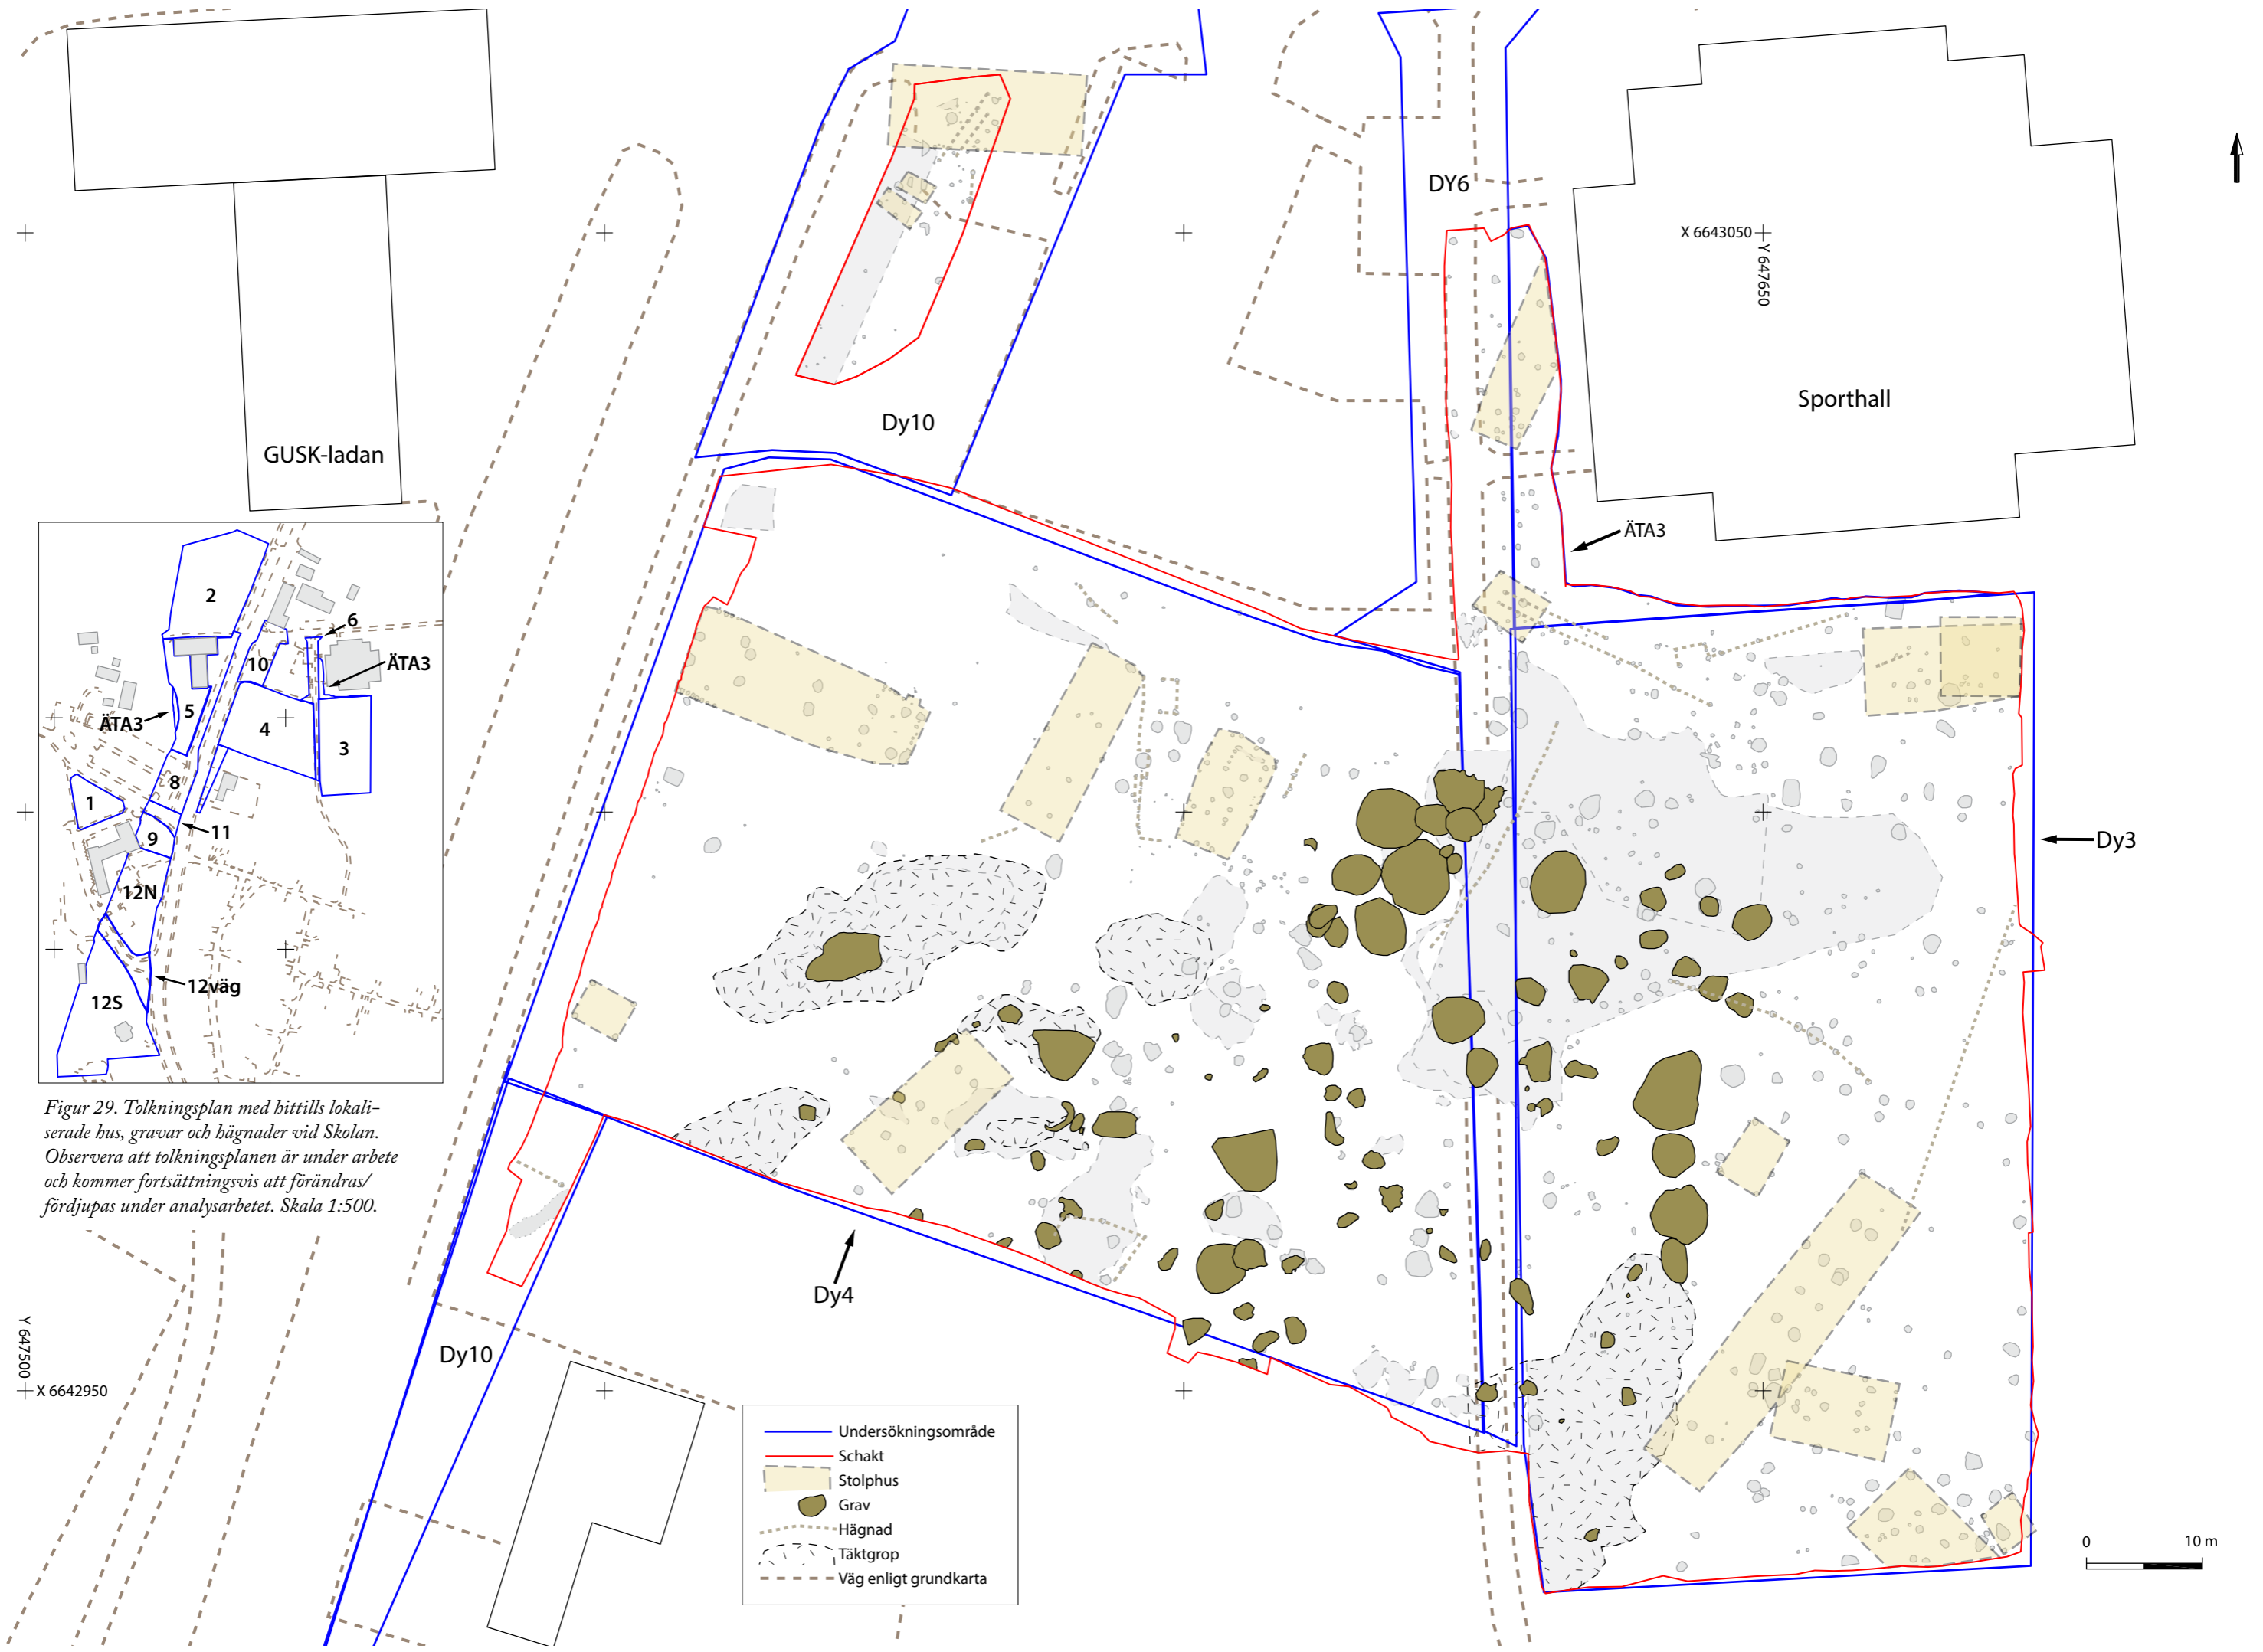 DY6
X 6643050
Y 647650
Sporthall
Dy10
GUSK-ladan
ÄTA3
Dy3
2
6
10
ÄTA3
ÄTA3
5
4
3
8
1
11
9
12N
12väg
12S
Figur 29. Tolkningsplan med hittills lokali-
serade hus, gravar och hägnader vid Skolan.
Observera att tolkningsplanen är under arbete
och kommer fortsättningsvis att förändras/
fördjupas under analysarbetet. Skala 1:500.
Dy4
Dy10
Y 647500
X 6642950
Undersökningsområde
Schakt
Stolphus
Grav
Hägnad
Täktgrop
Väg enligt grundkarta
0 10 m